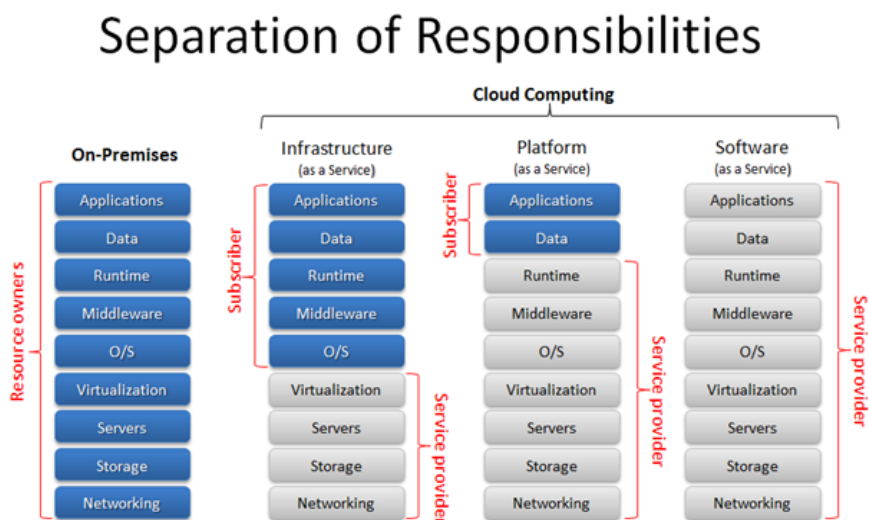 Separation of Responsibilities
Cloud Computing
On-Premises
Resource owners
Applications
Data
Runtime
Middleware
O/S
Virtualization
Servers
Storage
Networking
Infrastructure
(as a Service)
Subscriber
Applications
Data
Runtime
Middleware
O/S
Virtualization
Servers
Storage
Networking
Service provider
Platform
(as a Service)
Subscriber
Applications
Data
Runtime
Middleware
O/S
Virtualization
Servers
Storage
Networking
Service provider
Software
(as a Service)
Applications
Data
Runtime
Middleware
O/S
Virtualization
Servers
Storage
Networking
Service provider